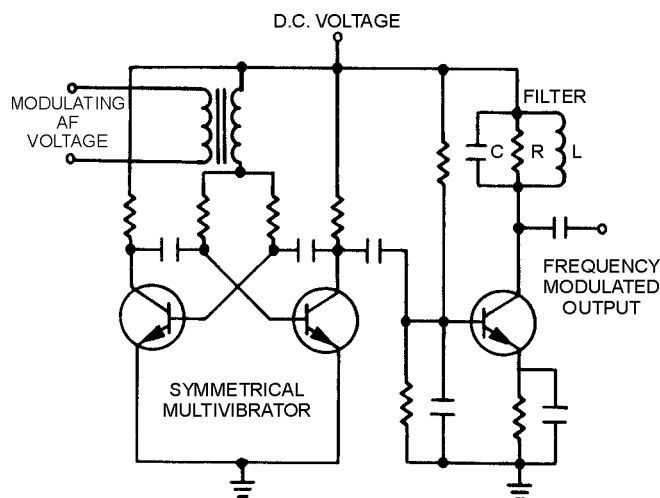 D.C. VOLTAGE
MODULATING
AF
VOLTAGE
FILTER
C
R
L
FREQUENCY
MODULATED
OUTPUT
SYMMETRICAL
MULTIVIBRATOR